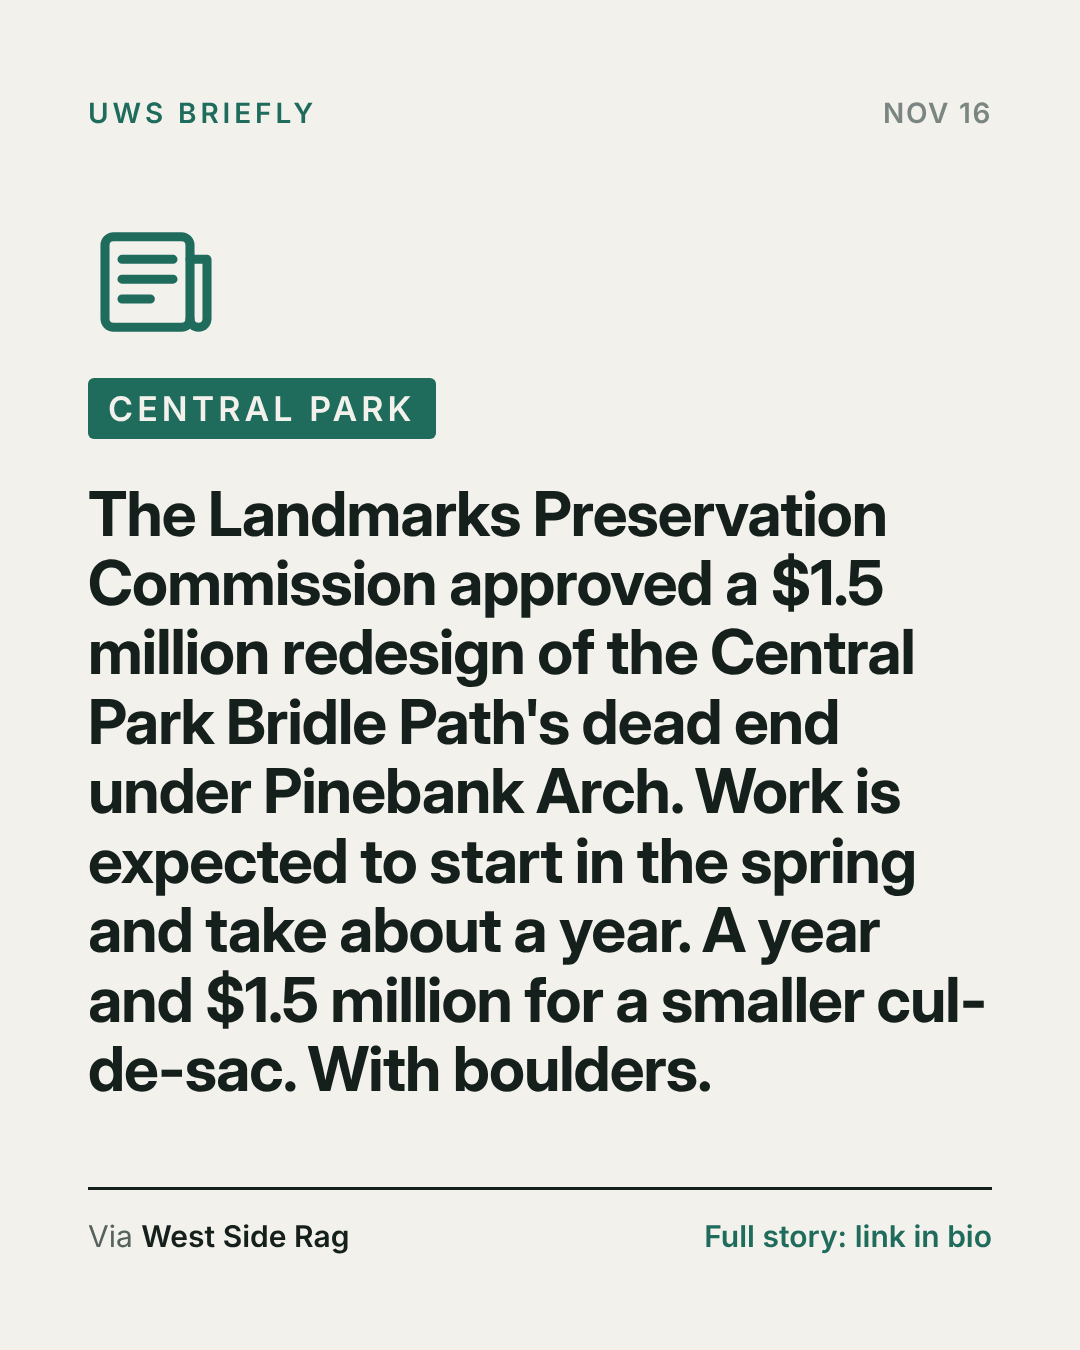 UWS BRIEFLY
NOV 16
CENTRAL PARK
The Landmarks Preservation
Commission approved a $1.5
million redesign of the Central
Park Bridle Path's dead end
under Pinebank Arch. Work is
expected to start in the spring
and take about a year. A year
and $1.5 million for a smaller cul-
de-sac. With boulders.
Via West Side Rag
Full story: link in bio